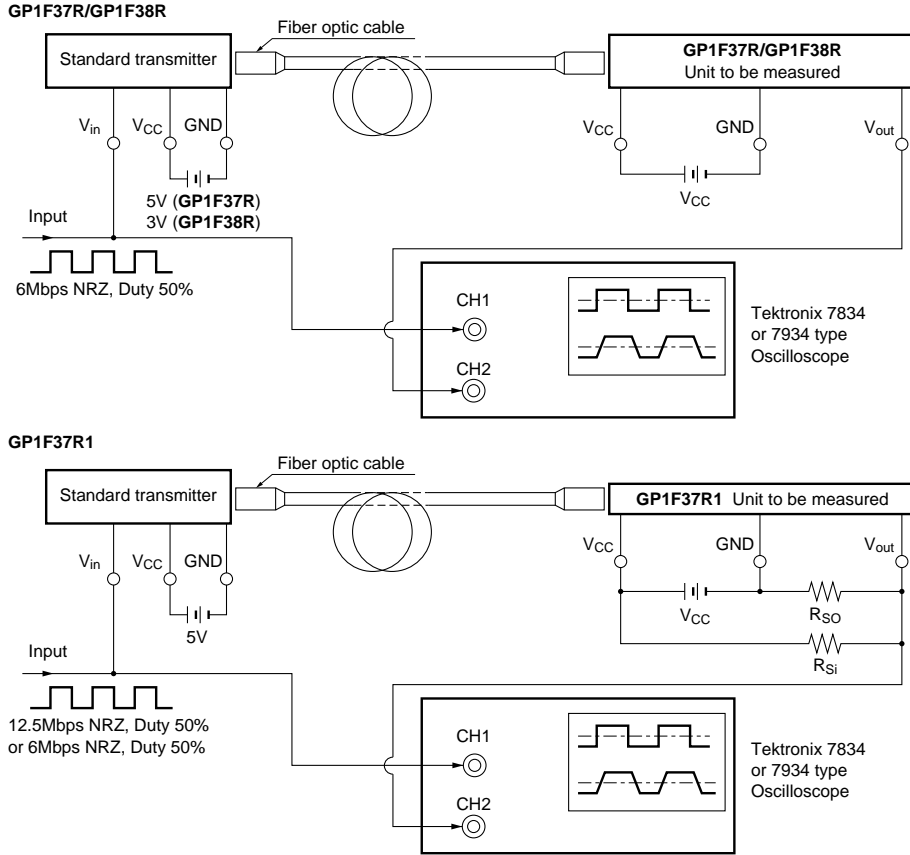 GP1F37R/GP1F38R
Fiber optic cable
Standard transmitter
GP1F37R/GP1F38R
Unit to be measured
Vin
VCC
GND
VCC
GND
Vout
VCC
5V (GP1F37R)
3V (GP1F38R)
Input
6Mbps NRZ, Duty 50%
CH1
CH2
Tektronix 7834
or 7934 type
Oscilloscope
GP1F37R1
Fiber optic cable
Standard transmitter
GP1F37R1 Unit to be measured
Vin
VCC
GND
VCC
GND
Vout
VCC
RSO
5V
RSi
Input
12.5Mbps NRZ, Duty 50%
or 6Mbps NRZ, Duty 50%
CH1
CH2
Tektronix 7834
or 7934 type
Oscilloscope